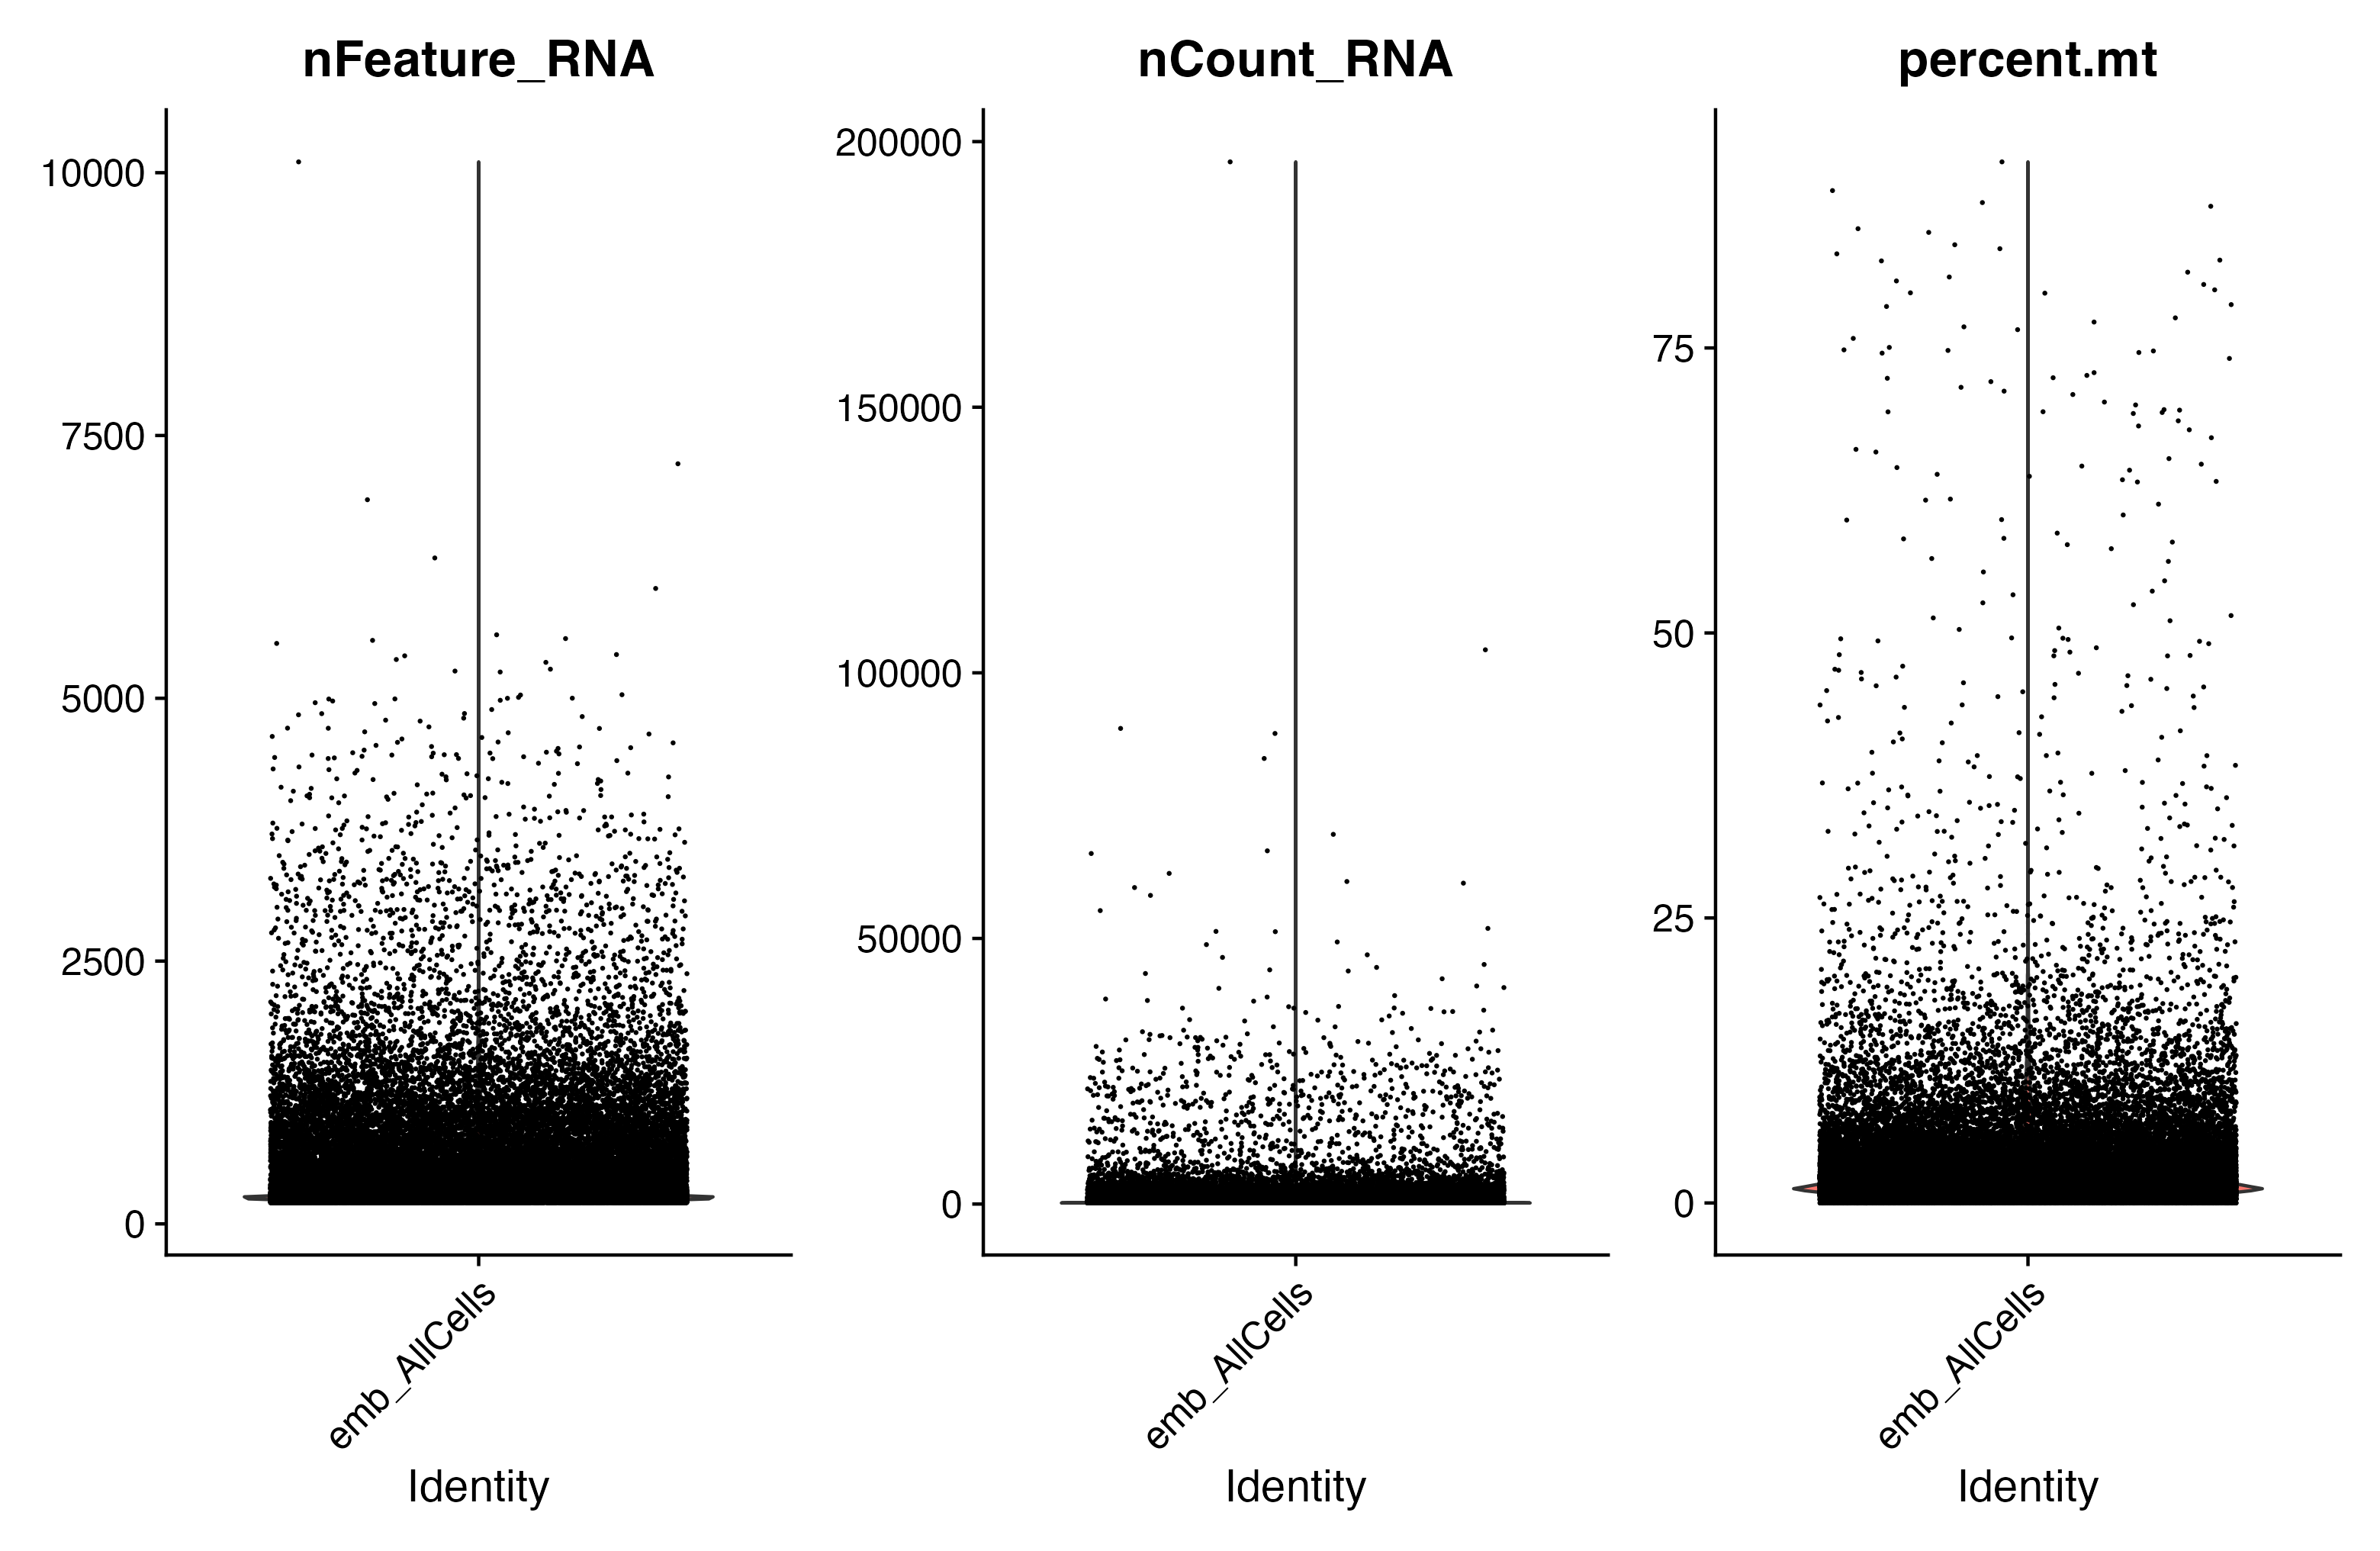 nFeature_RNA
10000
7500
5000
2500
0
emb_AllCells
Identity
nCount_RNA
200000
150000
100000
50000
0
emb_AllCells
Identity
percent.mt
75
50
25
0
emb_AllCells
Identity